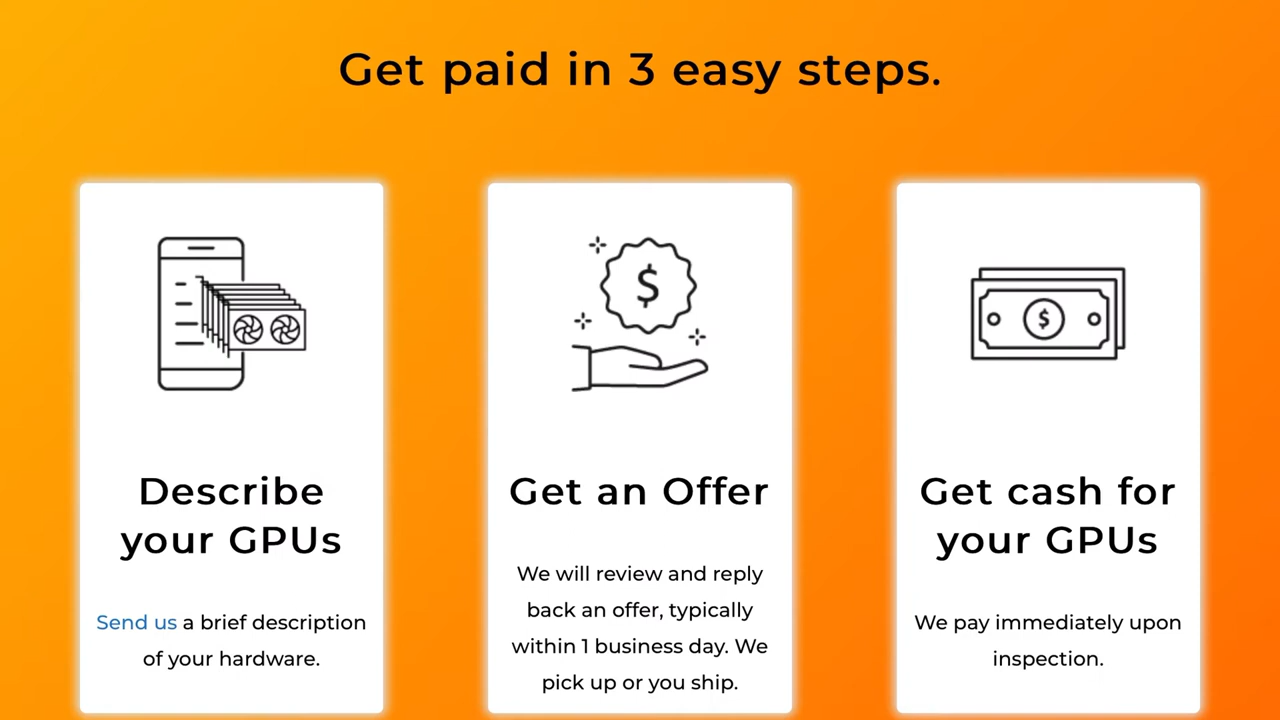 Get paid in 3 easy steps.
$
$
Describe
your GPUs
Send us a brief description
of your hardware.
Get an Offer
We will review and reply
back an offer, typically
within 1 business day. We
pick up or you ship.
Get cash for
your GPUs
We pay immediately upon
inspection.